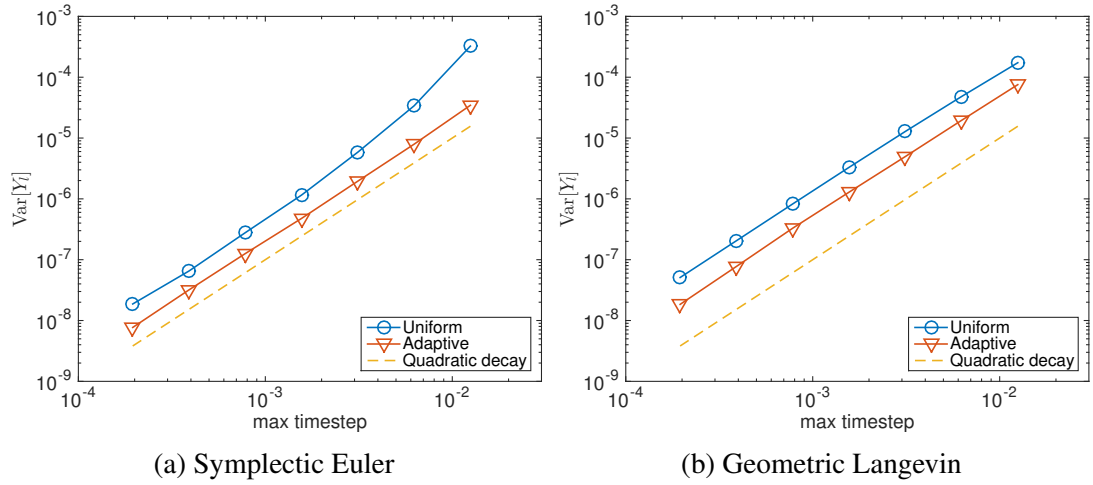 10-3
10-4
10-5
10-6
10-7
10-8
10-9
Var[Yl]
10-4
10-3
10-2
max timestep
Uniform
Adaptive
Quadratic decay
(a) Symplectic Euler
10-3
10-4
10-5
10-6
10-7
10-8
10-9
Var[Yl]
10-4
10-3
10-2
max timestep
Uniform
Adaptive
Quadratic decay
(b) Geometric Langevin